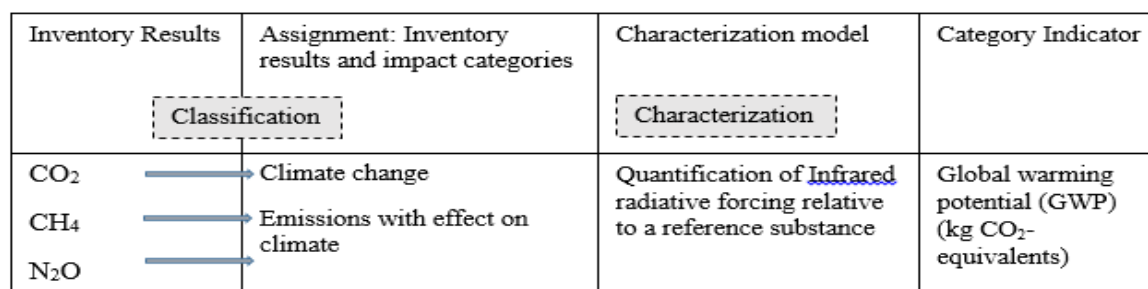 Inventory Results
Assignment: Inventory
results and impact categories
Characterization model
Category Indicator
Classification
Characterization
CO₂
CH₄
N₂O
Climate change
Emissions with effect on
climate
Quantification of Infrared
radiative forcing relative
to a reference substance
Global warming
potential (GWP)
(kg CO₂-
equivalents)